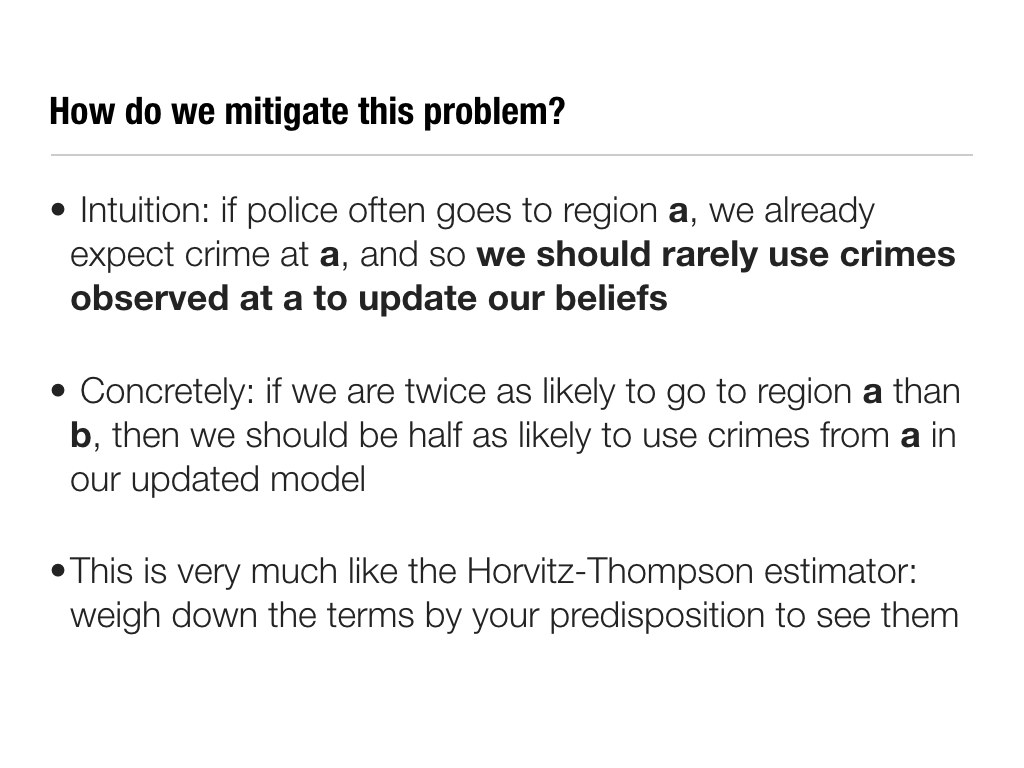 How do we mitigate this problem?
• Intuition: if police often goes to region a, we already
expect crime at a, and so we should rarely use crimes
observed at a to update our beliefs
• Concretely: if we are twice as likely to go to region a than
b, then we should be half as likely to use crimes from a in
our updated model
•This is very much like the Horvitz-Thompson estimator:
weigh down the terms by your predisposition to see them